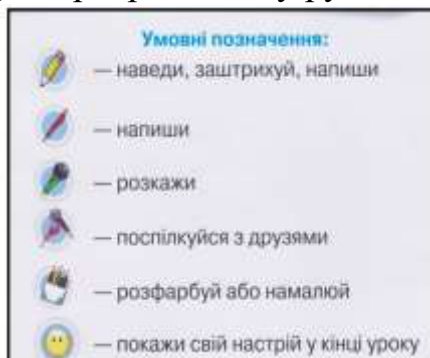 Умовні позначення:
— наведи, заштрихуй, напиши
— напиши
— розкажи
— поспілкуйся з друзями
— розфарбуй або намалюй
— покажи свій настрій у кінці уроку